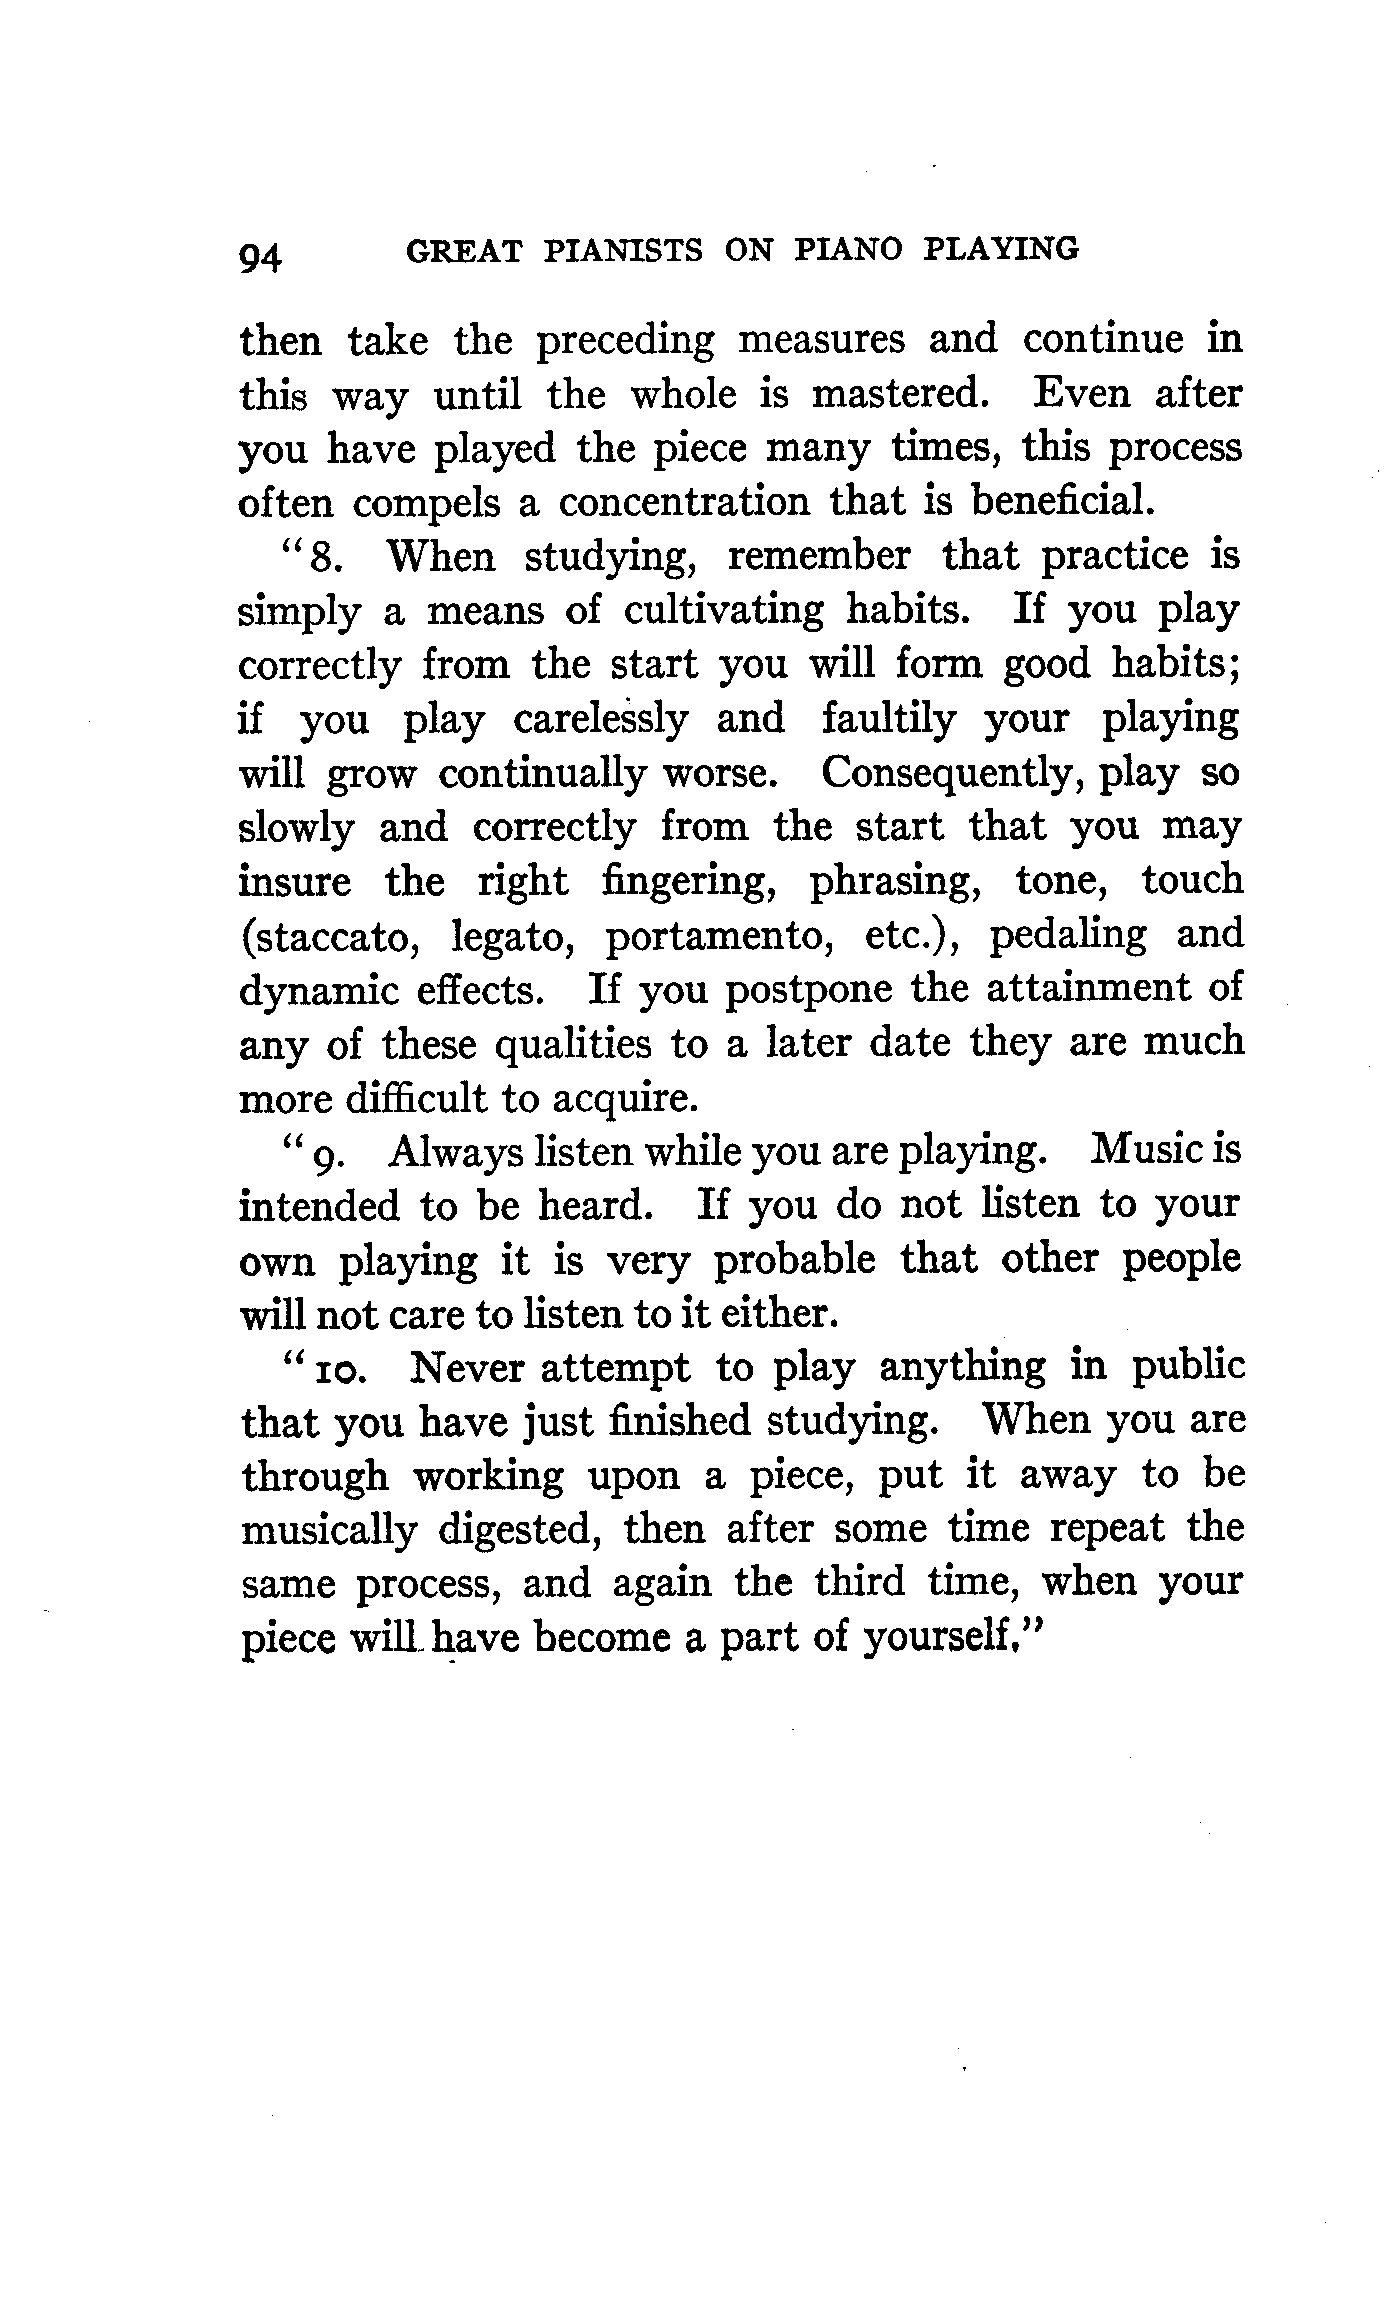 94 GREAT PIANISTS ON PIANO PLAYING
then take the preceding measures and continue in
this way until the whole is mastered. Even after
you have played the piece many times, this process
often compels a concentration that is beneficial.
"8. When studying, remember that practice is
simply a means of cultivating habits. If you play
correctly from the start you will form good habits;
if you play carelessly and faultily your playing
will grow continually worse. Consequently, play so
slowly and correctly from the start that you may
insure the right fingering, phrasing, tone, touch
(staccato, legato, portamento, etc.), pedaling and
dynamic effects. If you postpone the attainment of
any of these qualities to a later date they are much
more difficult to acquire.
"9. Always listen while you are playing. Music is
intended to be heard. If you do not listen to your
own playing it is very probable that other people
will not care to listen to it either.
"10. Never attempt to play anything in public
that you have just finished studying. When you are
through working upon a piece, put it away to be
musically digested, then after some time repeat the
same process, and again the third time, when your
piece will have become a part of yourself."